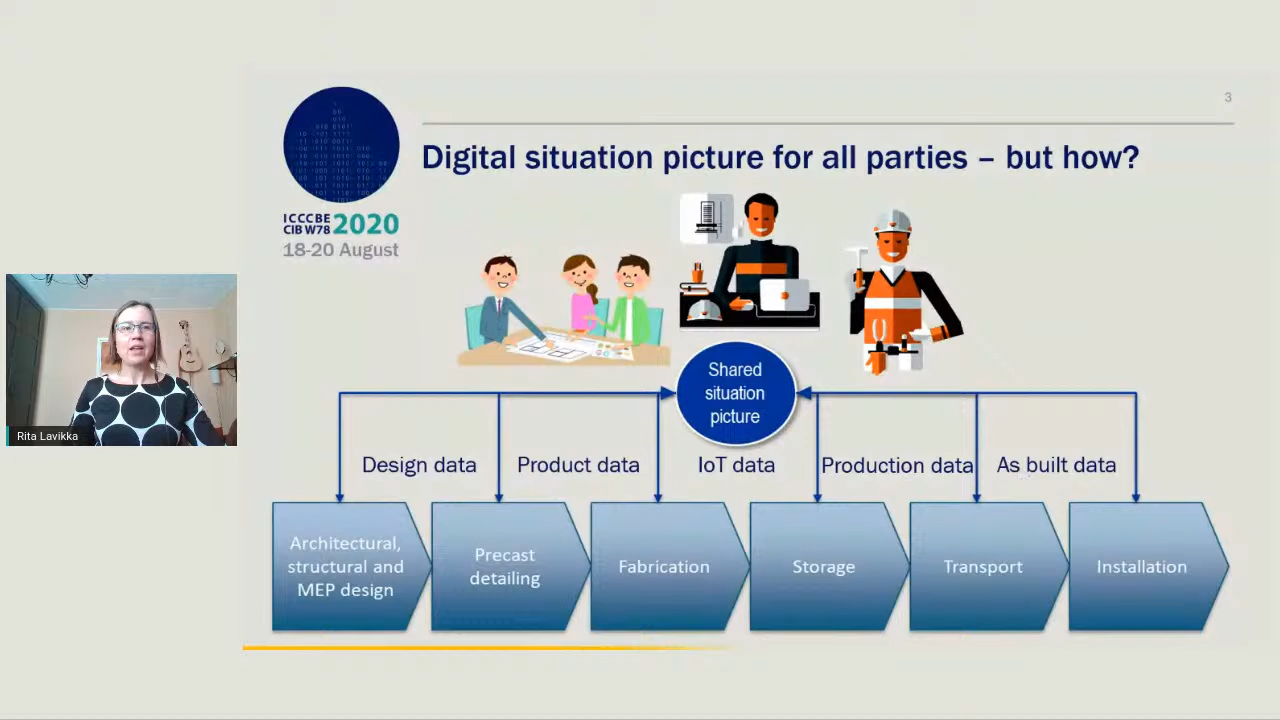 3
Digital situation picture for all parties – but how?
ICCCBE
CIB W78 2020
18-20 August
Rita Lavikka
Shared
situation
picture
Design data
Product data
IoT data
Production data
As built data
Architectural,
structural and
MEP design
Precast
detailing
Fabrication
Storage
Transport
Installation